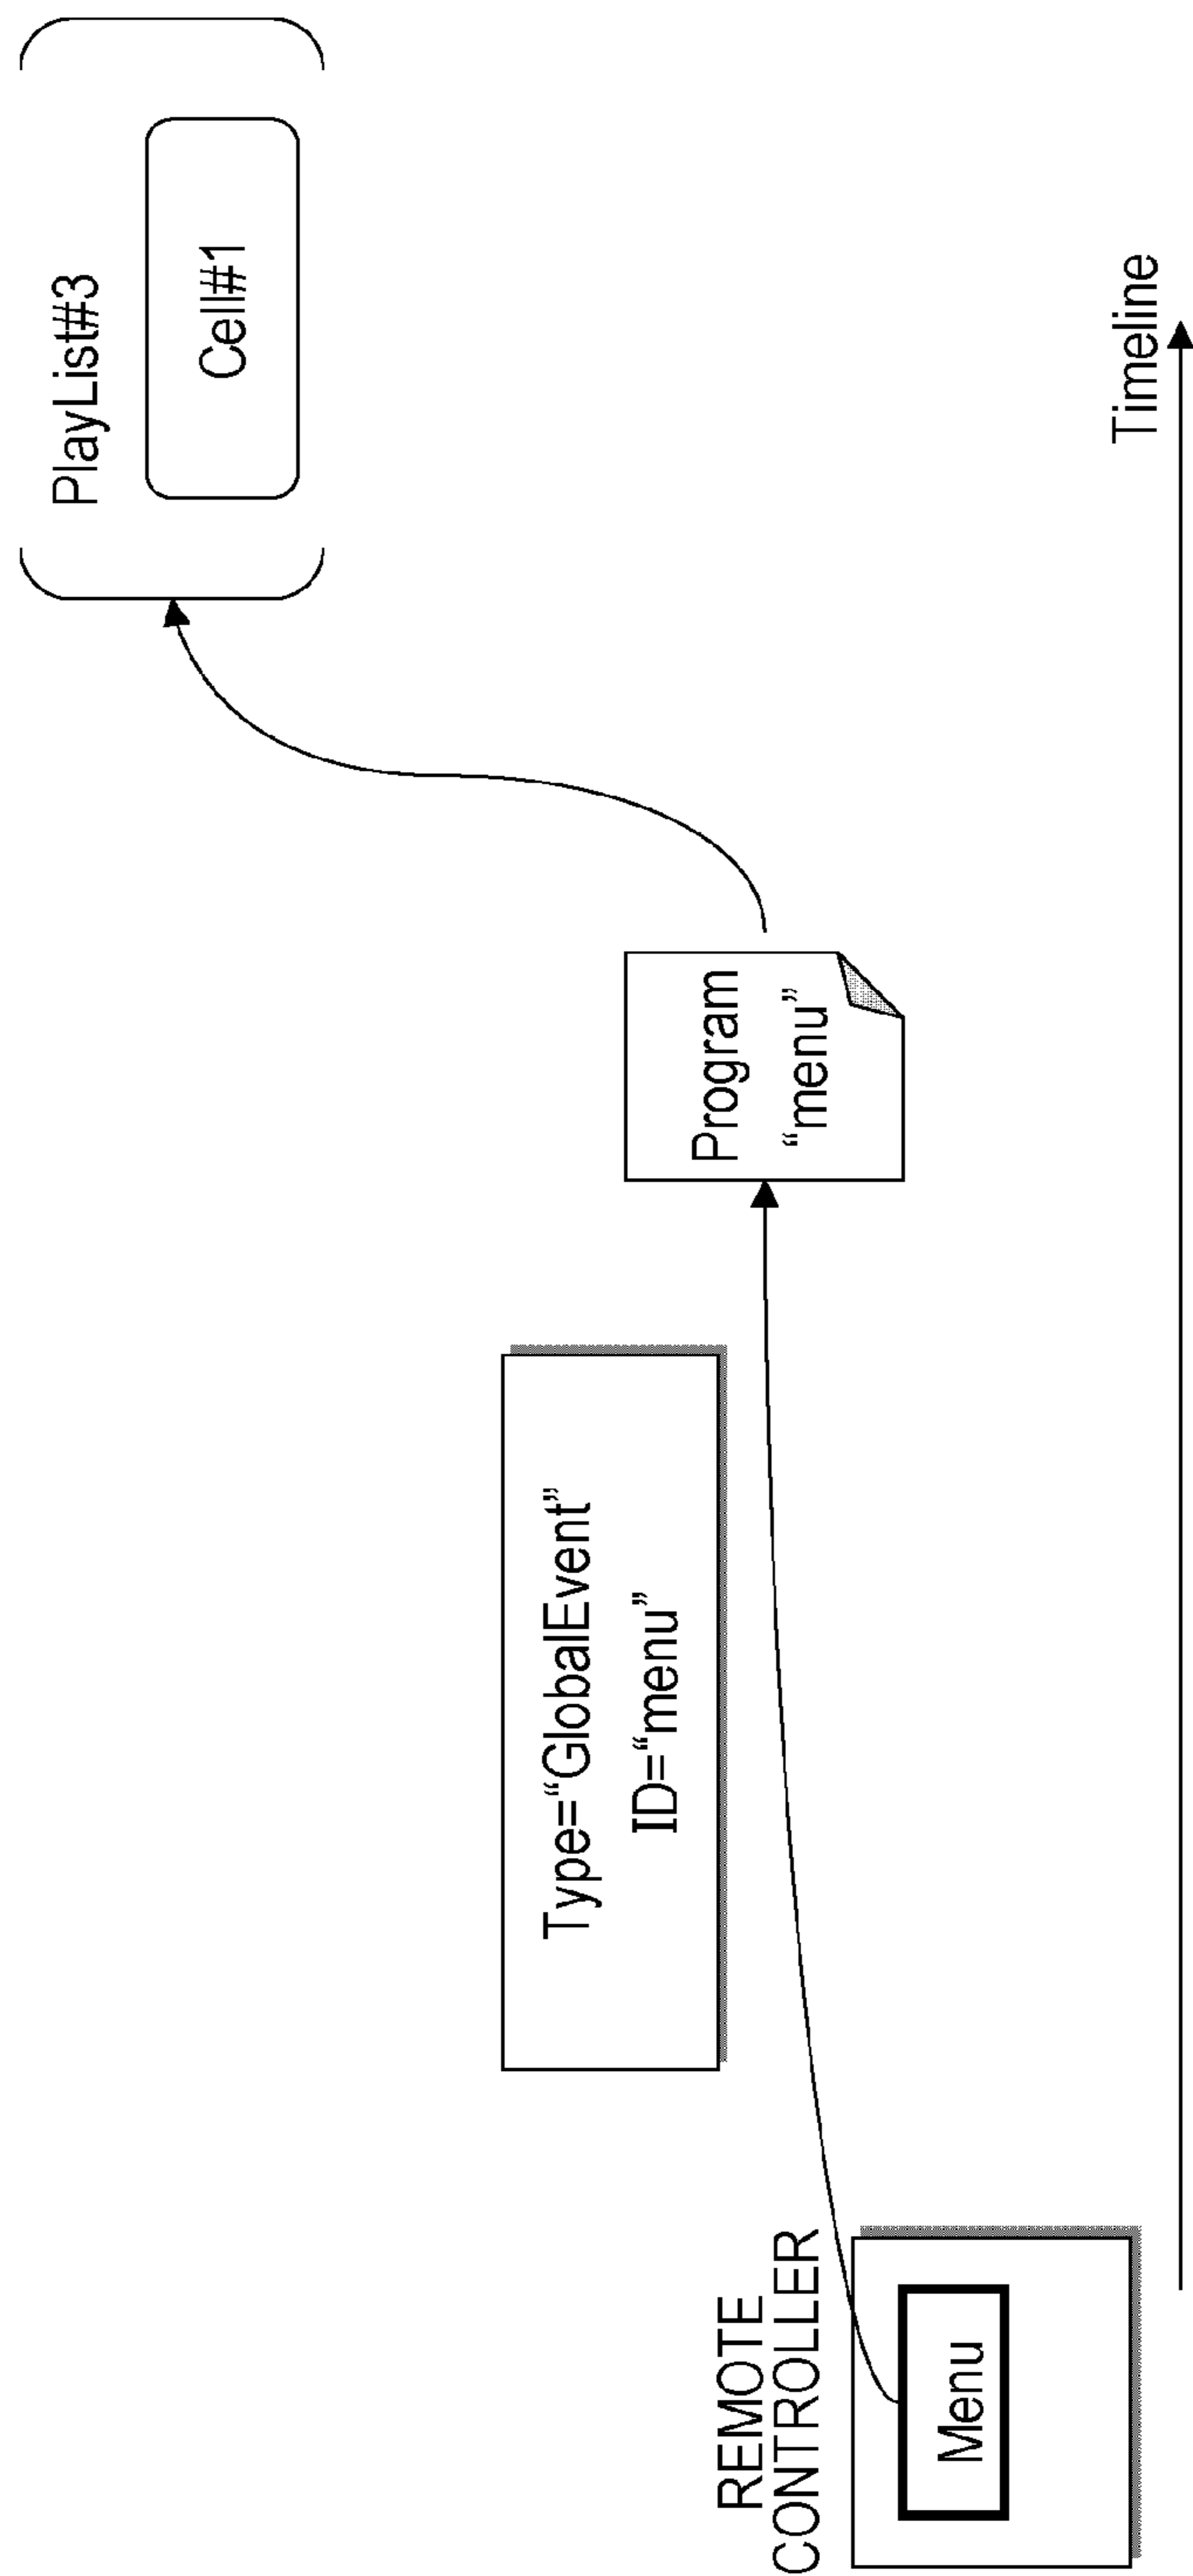 PlayList#3
Cell#1
Type=“GlobalEvent”
ID=“menu”
Program
“menu”
REMOTE
CONTROLLER
Menu
Timeline